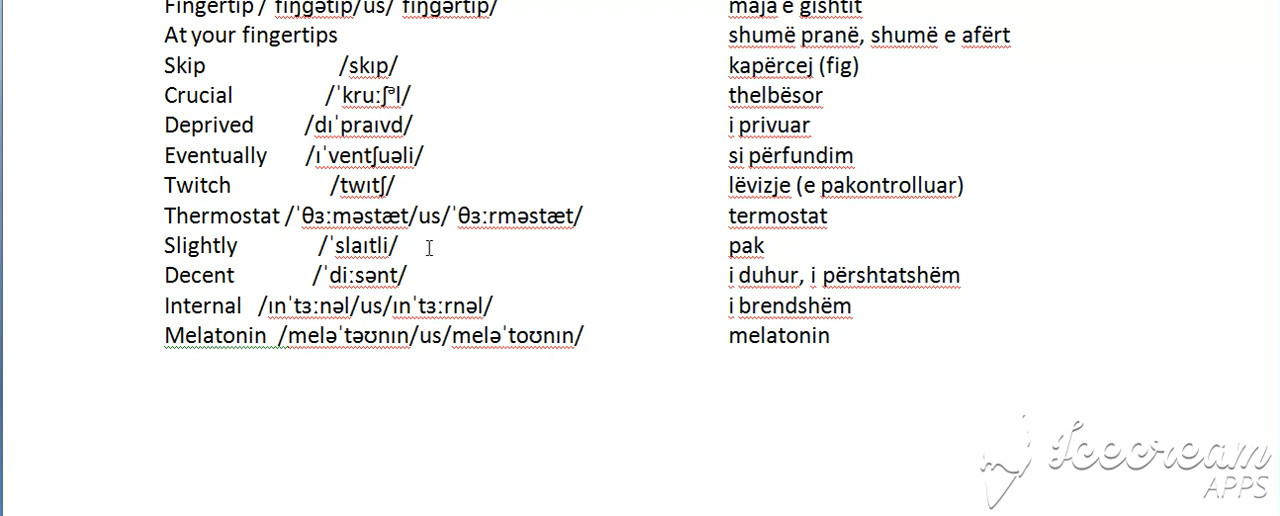 Fingertip /ˈfɪŋɡətɪp/us/ˈfɪŋɡərtɪp/ maja e gishtit
At your fingertips shumë pranë, shumë e afërt
Skip /skɪp/ kapërcej (fig)
Crucial /ˈkruːʃᵊl/ thelbësor
Deprived /dɪˈpraɪvd/ i privuar
Eventually /ɪˈventʃuəli/ si përfundim
Twitch /twɪtʃ/ lëvizje (e pakontrolluar)
Thermostat /ˈθɜːməstæt/us/ˈθɜːrməstæt/ termostat
Slightly /ˈslaɪtli/ pak
Decent /ˈdiːsənt/ i duhur, i përshtatshëm
Internal /ɪnˈtɜːnəl/us/ɪnˈtɜːrnəl/ i brendshëm
Melatonin /meləˈtəʊnɪn/us/meləˈtoʊnɪn/ melatonin
Icecream
APPS